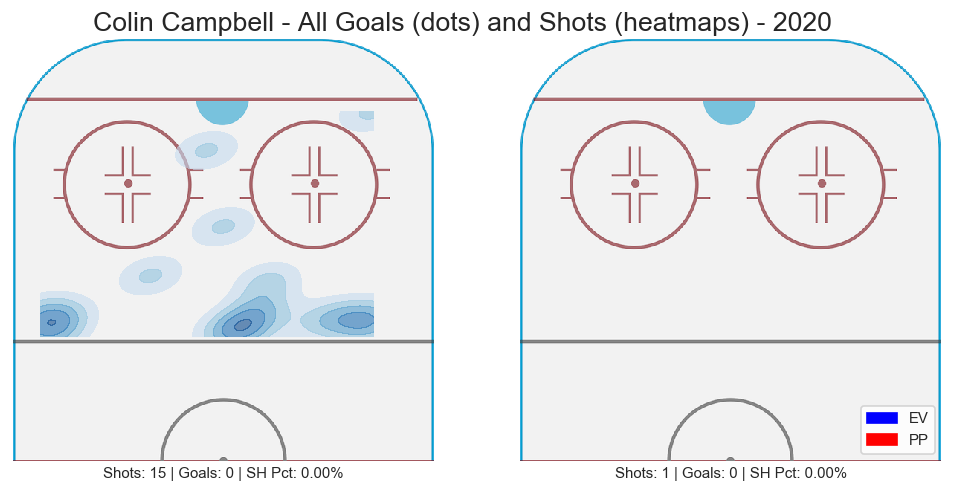 Colin Campbell - All Goals (dots) and Shots (heatmaps) - 2020
EV
PP
Shots: 15 | Goals: 0 | SH Pct: 0.00%
Shots: 1 | Goals: 0 | SH Pct: 0.00%